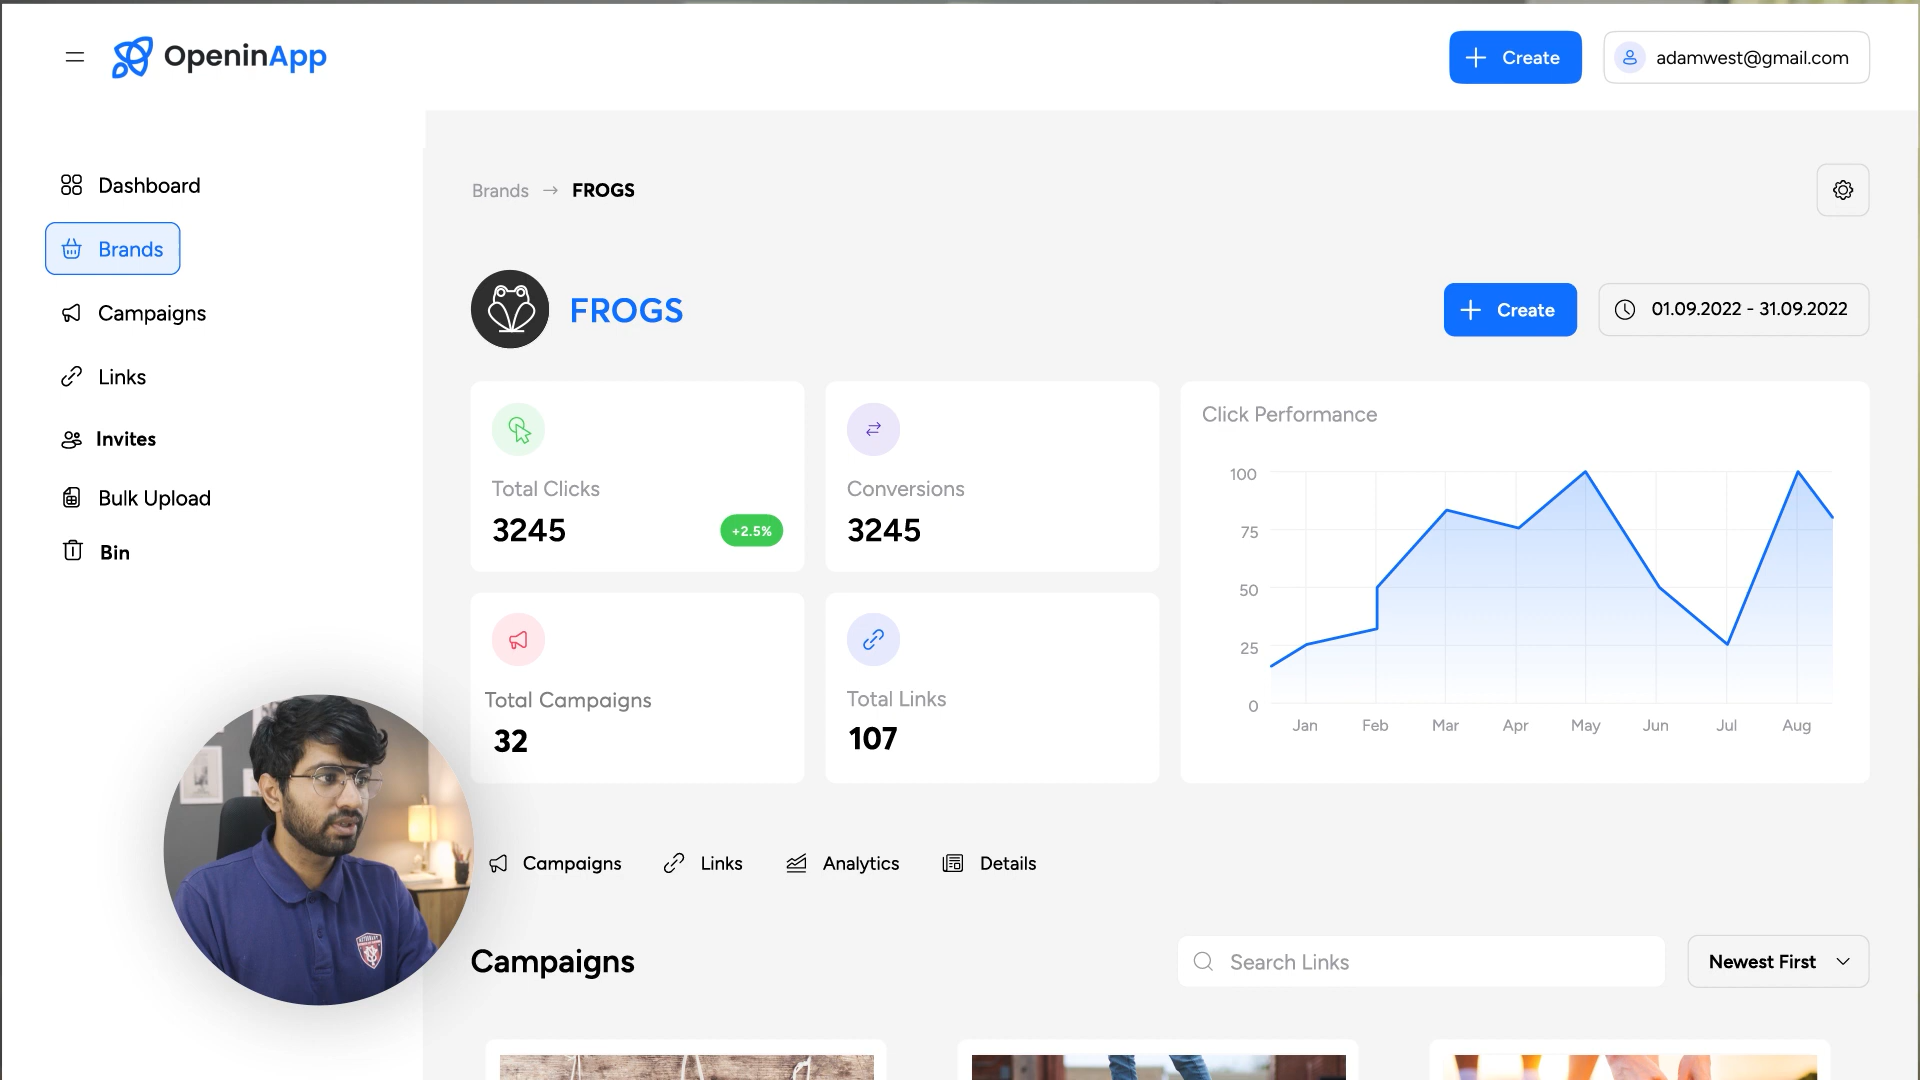 OpeninApp
Create
adamwest@gmail.com
Dashboard
Brands
Campaigns
Links
Invites
Bulk Upload
Bin
Brands → FROGS
FROGS
Create
01.09.2022 - 31.09.2022
Total Clicks
3245
+2.5%
Conversions
3245
Total Campaigns
32
Total Links
107
Click Performance
100
75
50
25
0
Jan Feb Mar Apr May Jun Jul Aug
Campaigns
Links
Analytics
Details
Campaigns
Search Links
Newest First